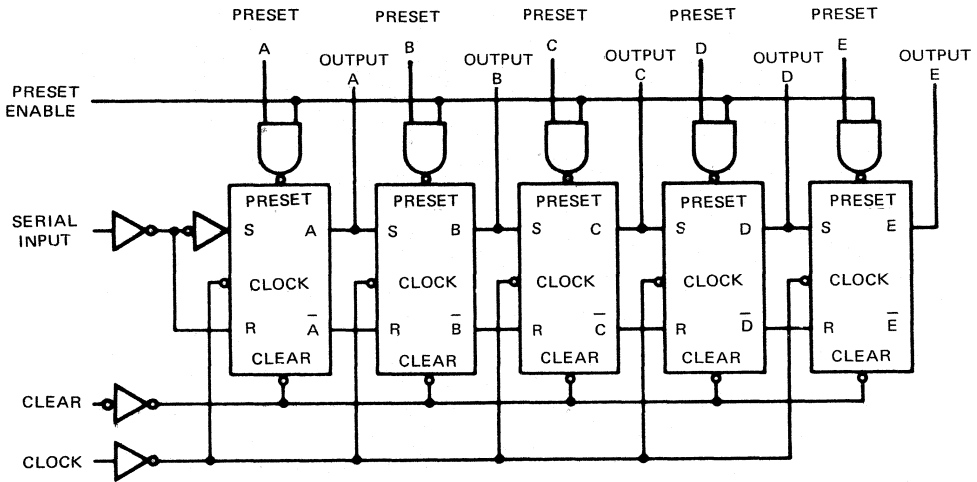 PRESET PRESET PRESET PRESET PRESET
A B C D E
OUTPUT A OUTPUT B OUTPUT C OUTPUT D OUTPUT E
PRESET
ENABLE
PRESET PRESET PRESET PRESET PRESET
SERIAL
INPUT
S A S B S C S D S E
CLOCK CLOCK CLOCK CLOCK CLOCK
R A̅ R B̅ R C̅ R D̅ R E̅
CLEAR CLEAR CLEAR CLEAR CLEAR
CLEAR
CLOCK